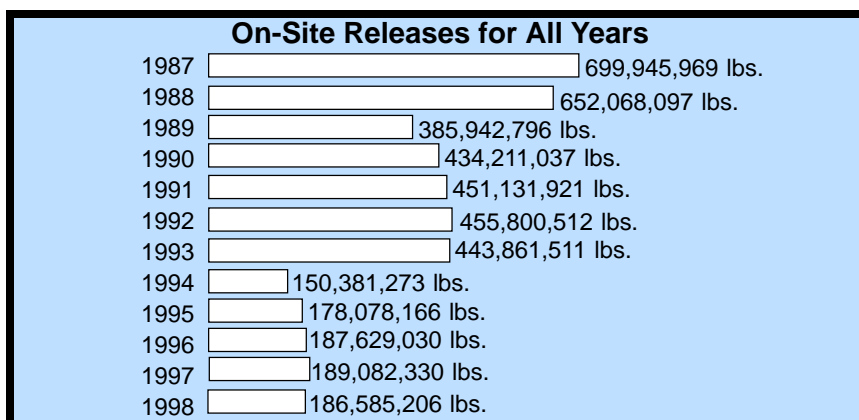 On-Site Releases for All Years
1987 699,945,969 lbs.
1988 652,068,097 lbs.
1989 385,942,796 lbs.
1990 434,211,037 lbs.
1991 451,131,921 lbs.
1992 455,800,512 lbs.
1993 443,861,511 lbs.
1994 150,381,273 lbs.
1995 178,078,166 lbs.
1996 187,629,030 lbs.
1997 189,082,330 lbs.
1998 186,585,206 lbs.